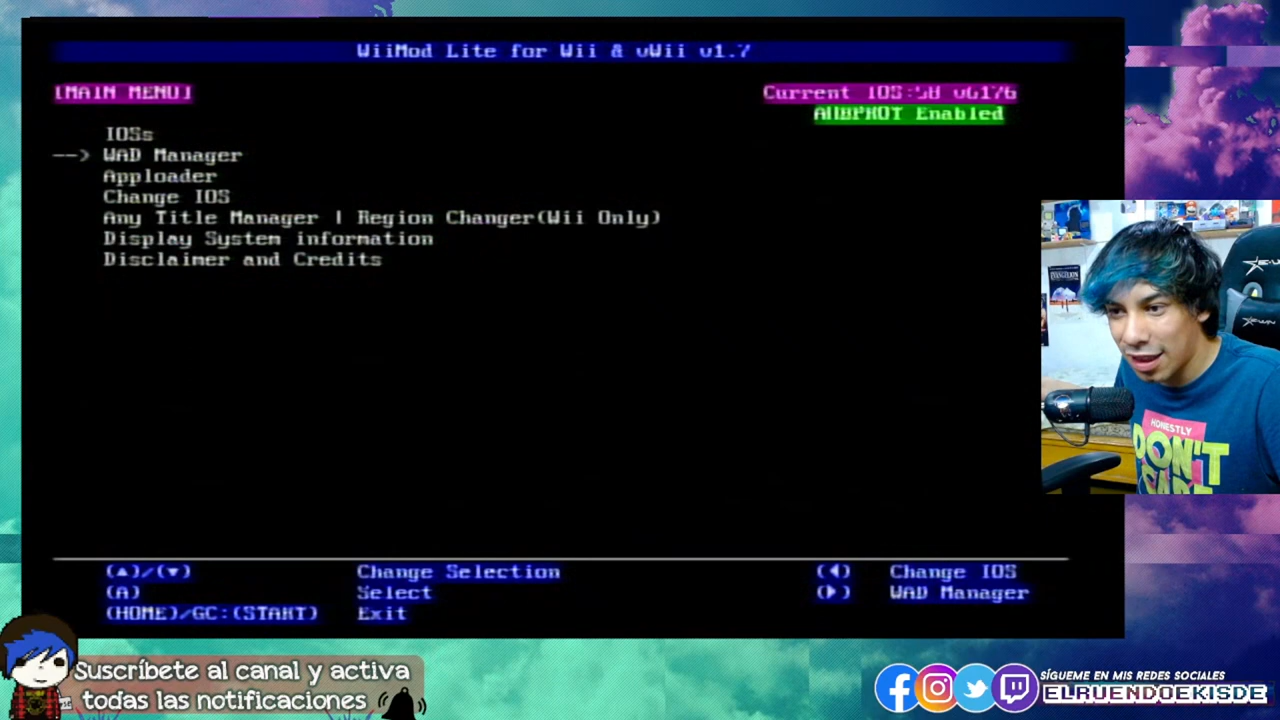 WiiMod Lite for Wii & vWii v1.7
[MAIN MENU]
Current IOS:58 v6176
AHBPROT Enabled
IOSs
--> WAD Manager
Apploader
Change IOS
Any Title Manager | Region Changer(Wii Only)
Display System information
Disclaimer and Credits
(▲)/(▼) Change Selection (◀) Change IOS
(A) Select (▶) WAD Manager
(HOME)/GC:(START) Exit
EVANGELION
HONESTLY
DON'T
Suscríbete al canal y activa
todas las notificaciones
SÍGUEME EN MIS REDES SOCIALES
ELRUENDOEKISDE